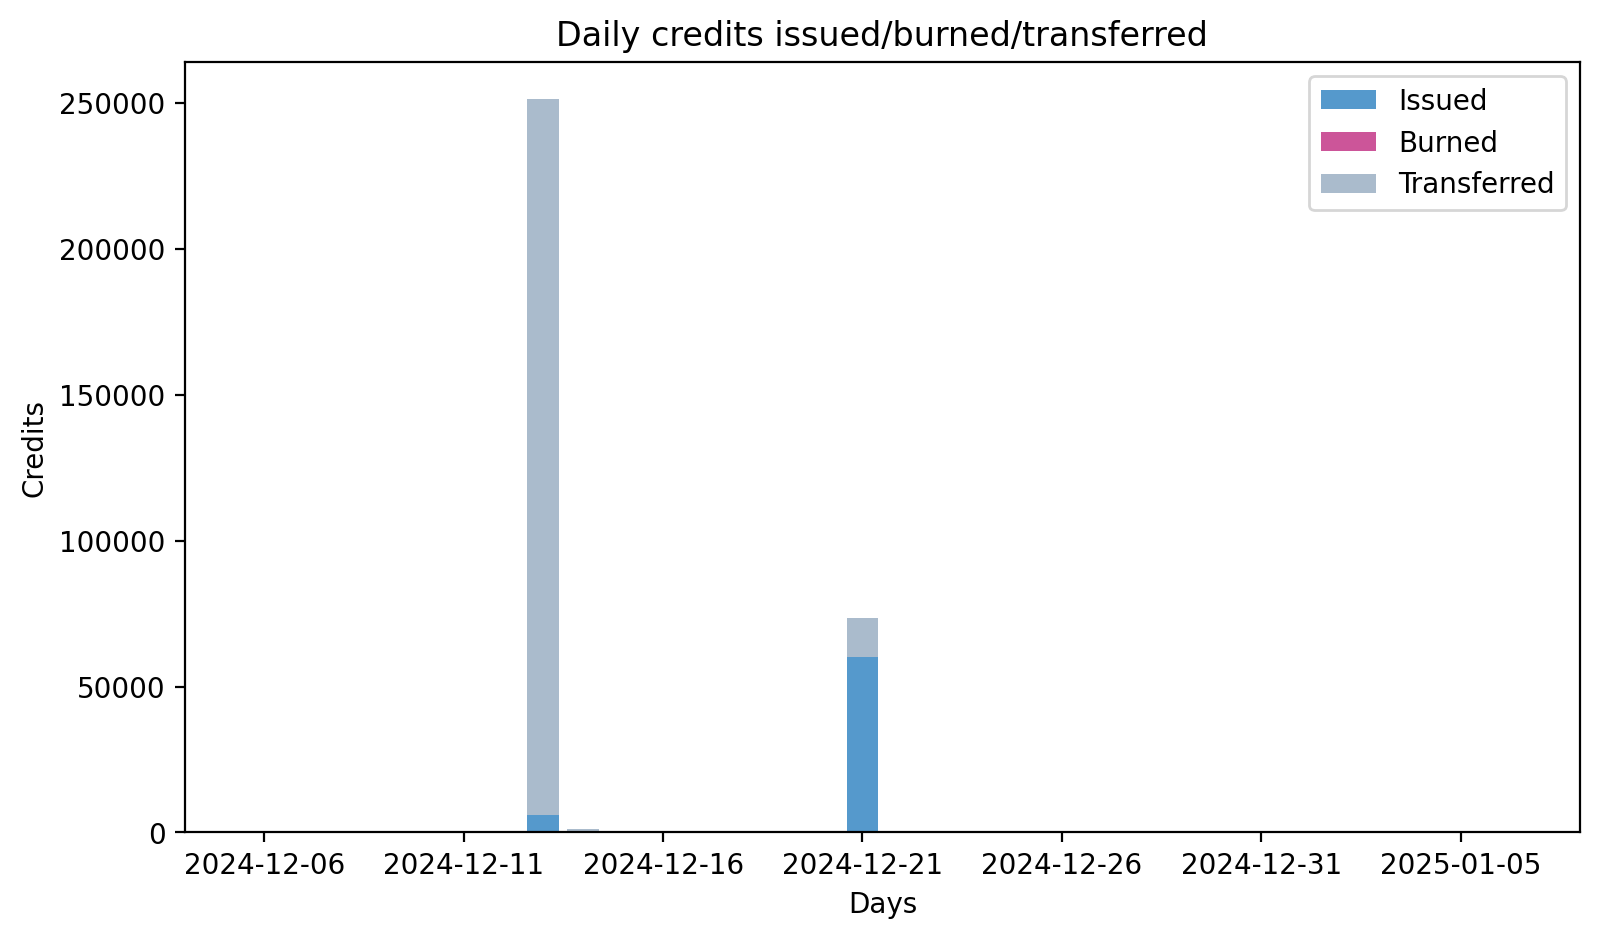 Daily credits issued/burned/transferred
Issued
Burned
Transferred
250000
200000
150000
100000
50000
0
Credits
2024-12-06
2024-12-11
2024-12-16
2024-12-21
2024-12-26
2024-12-31
2025-01-05
Days